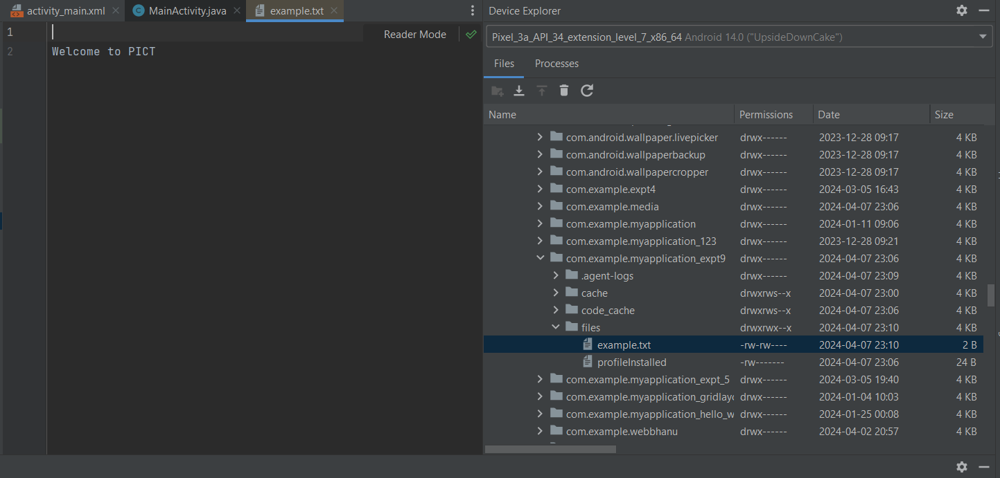 activity_main.xml MainActivity.java example.txt
1
Reader Mode
2 Welcome to PICT
Device Explorer
Pixel_3a_API_34_extension_level_7_x86_64 Android 14.0 ("UpsideDownCake")
Files Processes
Name Permissions Date Size
com.android.wallpaper.livepicker drwx------ 2023-12-28 09:17 4 KB
com.android.wallpaperbackup drwx------ 2023-12-28 09:17 4 KB
com.android.wallpapercropper drwx------ 2023-12-28 09:17 4 KB
com.example.expt4 drwx------ 2024-03-05 16:43 4 KB
com.example.media drwx------ 2024-04-07 23:06 4 KB
com.example.myapplication drwx------ 2024-01-11 09:06 4 KB
com.example.myapplication_123 drwx------ 2023-12-28 09:21 4 KB
com.example.myapplication_expt9 drwx------ 2024-04-07 23:06 4 KB
.agent-logs drwx------ 2024-04-07 23:09 4 KB
cache drwxrws--x 2024-04-07 23:00 4 KB
code_cache drwxrws--x 2024-04-07 23:06 4 KB
files drwxrwx--x 2024-04-07 23:10 4 KB
example.txt -rw-rw---- 2024-04-07 23:10 2 B
profileInstalled -rw------- 2024-04-07 23:06 24 B
com.example.myapplication_expt_5 drwx------ 2024-03-05 19:40 4 KB
com.example.myapplication_gridlayo drwx------ 2024-01-04 10:03 4 KB
com.example.myapplication_hello_w drwx------ 2024-01-25 00:08 4 KB
com.example.webbhanu drwx------ 2024-04-02 20:57 4 KB